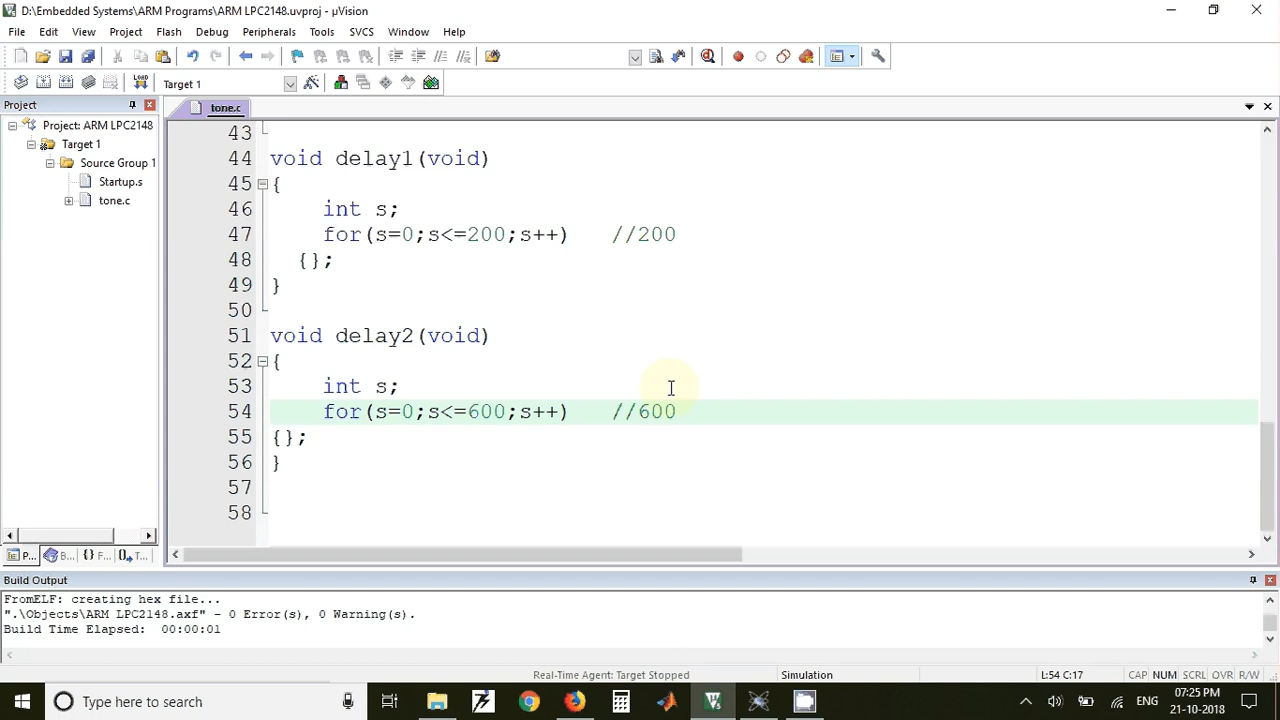 D:\Embedded Systems\ARM Programs\ARM LPC2148.uvproj - µVision
File Edit View Project Flash Debug Peripherals Tools SVCS Window Help
LOAD Target 1
Project
tone.c
Project: ARM LPC2148
Target 1
Source Group 1
Startup.s
tone.c
43
44 void delay1(void)
45 {
46 int s;
47 for(s=0;s<=200;s++) //200
48 {};
49 }
50
51 void delay2(void)
52 {
53 int s;
54 for(s=0;s<=600;s++) //600
55 {};
56 }
57
58
P... B... {} F... T...
Build Output
FromELF: creating hex file...
".\Objects\ARM LPC2148.axf" - 0 Error(s), 0 Warning(s).
Build Time Elapsed:  00:00:01
Real-Time Agent: Target Stopped Simulation L:54 C:17 CAP NUM SCRL OVR R/W
Type here to search
ENG
07:25 PM
21-10-2018